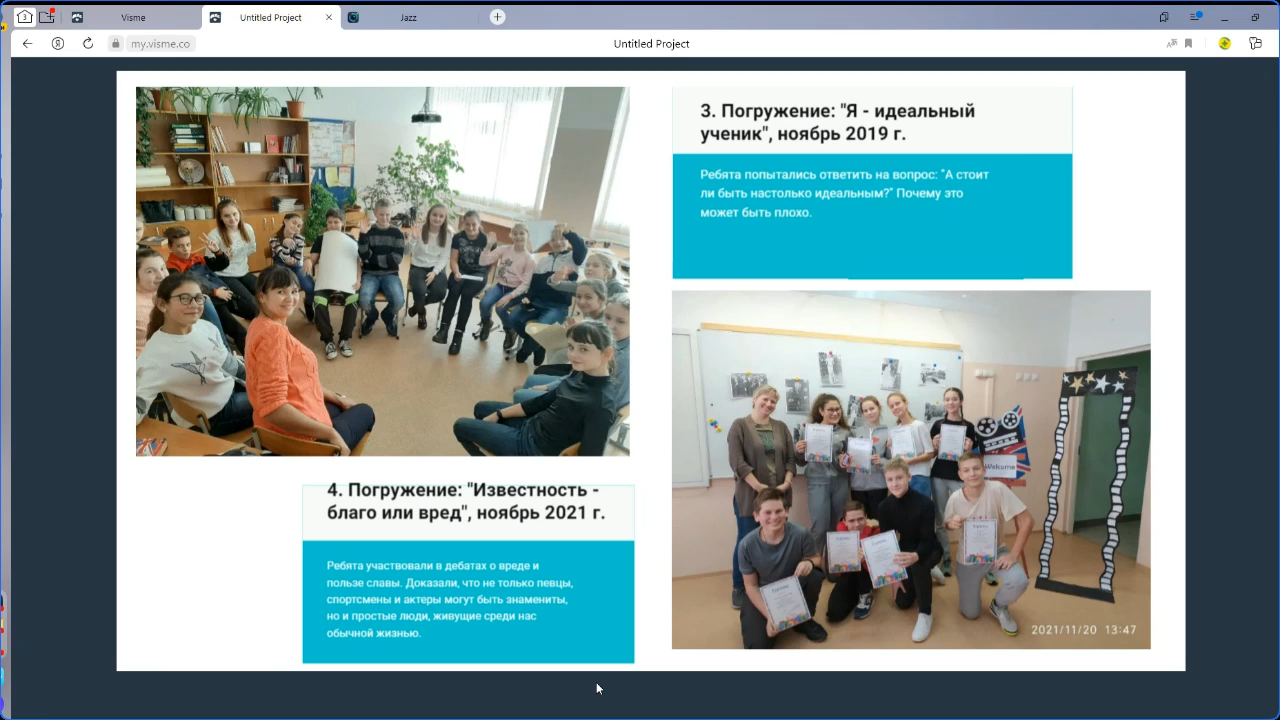 3
Visme
Untitled Project
Jazz
my.visme.co
Untitled Project
3. Погружение: "Я - идеальный
ученик", ноябрь 2019 г.
Ребята попытались ответить на вопрос: "А стоит
ли быть настолько идеальным?" Почему это
может быть плохо.
4. Погружение: "Известность -
благо или вред", ноябрь 2021 г.
Ребята участвовали в дебатах о вреде и
пользе славы. Доказали, что не только певцы,
спортсмены и актеры могут быть знамениты,
но и простые люди, живущие среди нас
обычной жизнью.
Welcome
2021/11/20 13:47